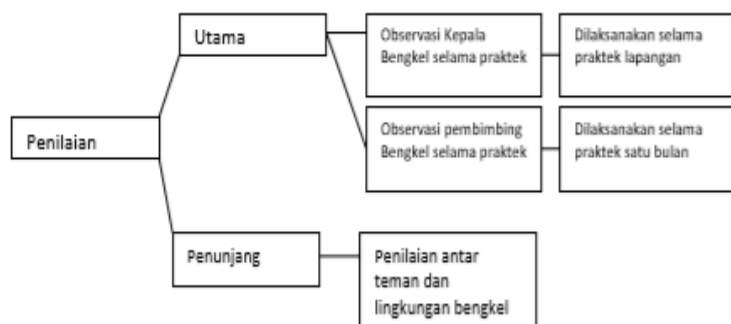 Utama
Observasi Kepala
Bengkel selama praktek
Dilaksanakan selama
praktek lapangan
Penilaian
Observasi pembimbing
Bengkel selama praktek
Dilaksanakan selama
praktek satu bulan
Penunjang
Penilaian antar
teman dan
lingkungan bengkel